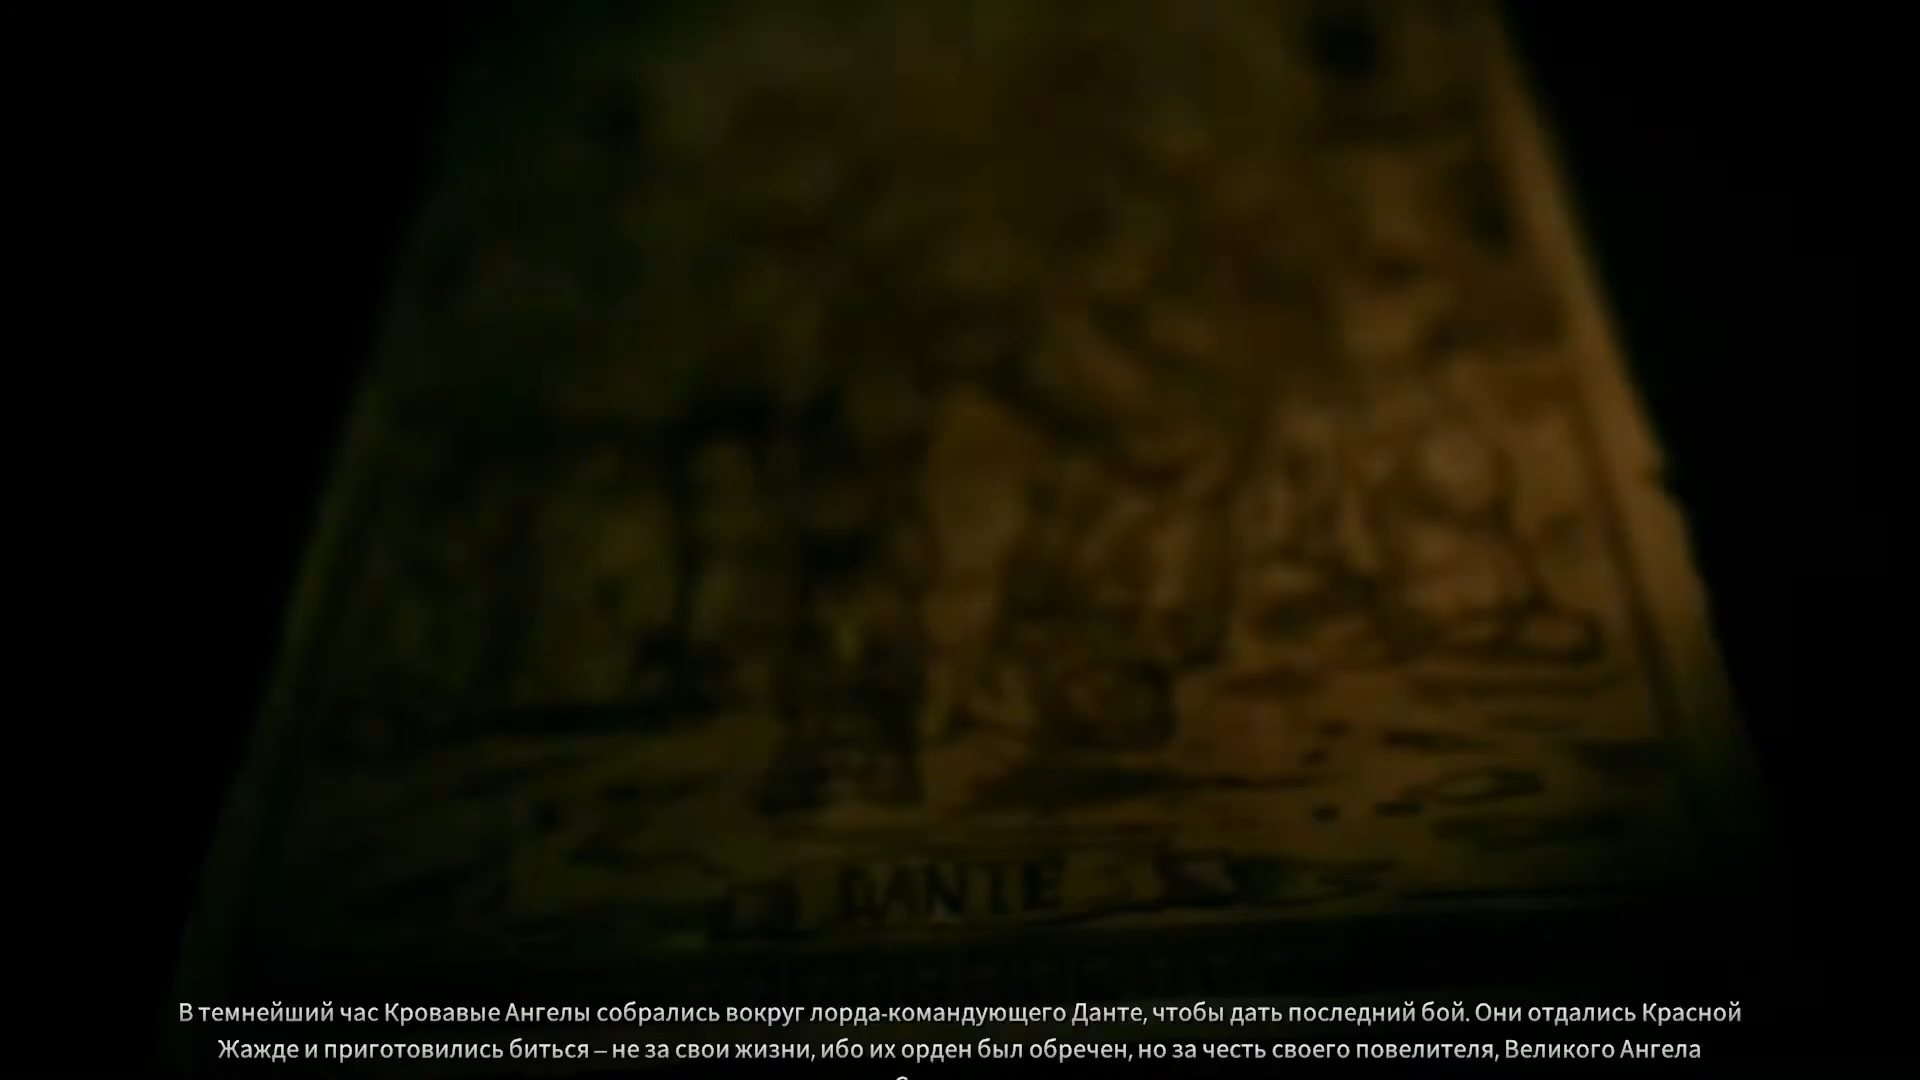 DANTE
В темнейший час Кровавые Ангелы собрались вокруг лорда-командующего Данте, чтобы дать последний бой. Они отдались Красной
Жажде и приготовились биться – не за свои жизни, ибо их орден был обречен, но за честь своего повелителя, Великого Ангела